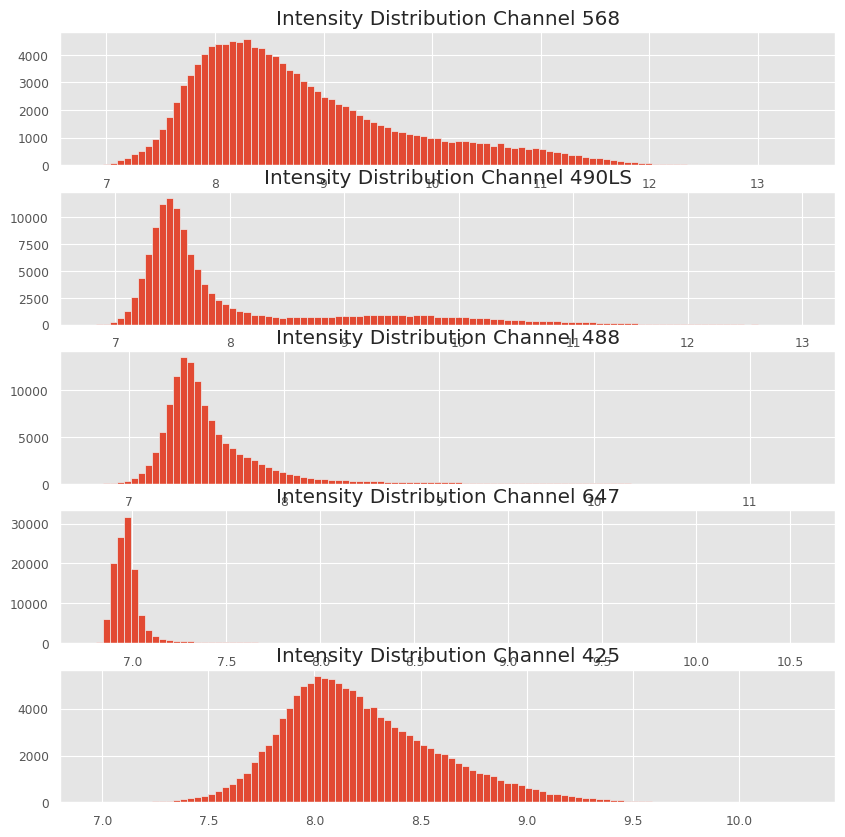 Intensity Distribution Channel 568
4000
3000
2000
1000
0
7 8 9 10 11 12 13
Intensity Distribution Channel 490LS
10000
7500
5000
2500
0
7 8 9 10 11 12 13
Intensity Distribution Channel 488
10000
5000
0
7 8 9 10 11
Intensity Distribution Channel 647
30000
20000
10000
0
7.0 7.5 8.0 8.5 9.0 9.5 10.0 10.5
Intensity Distribution Channel 425
4000
2000
0
7.0 7.5 8.0 8.5 9.0 9.5 10.0